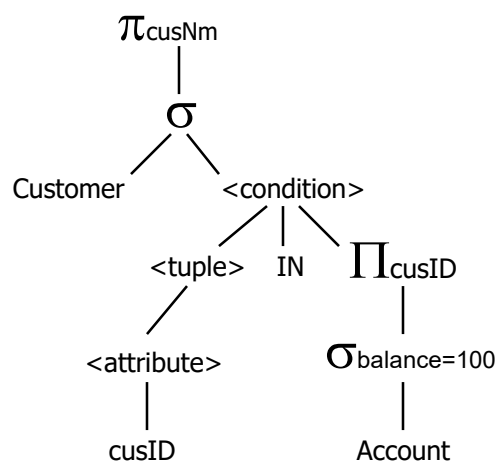 πcusNm
σ
Customer <condition>
<tuple> IN ΠcusID
<attribute> σbalance=100
cusID Account